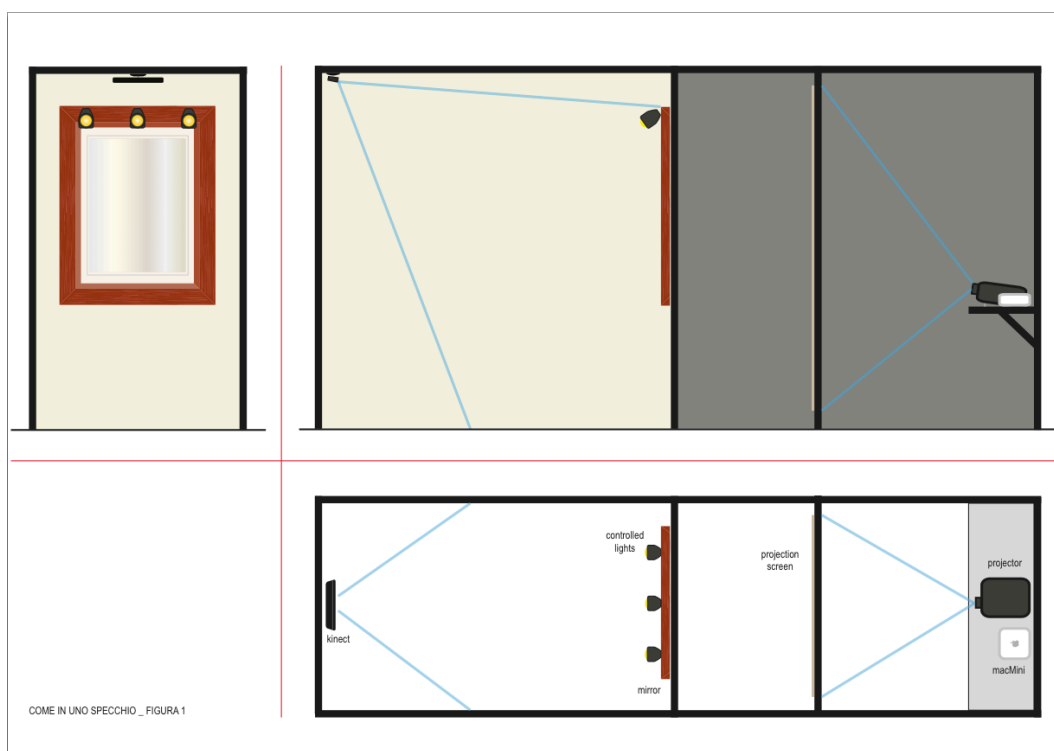 controlled
lights
projection
screen
projector
kinect
macMini
mirror
COME IN UNO SPECCHIO _ FIGURA 1